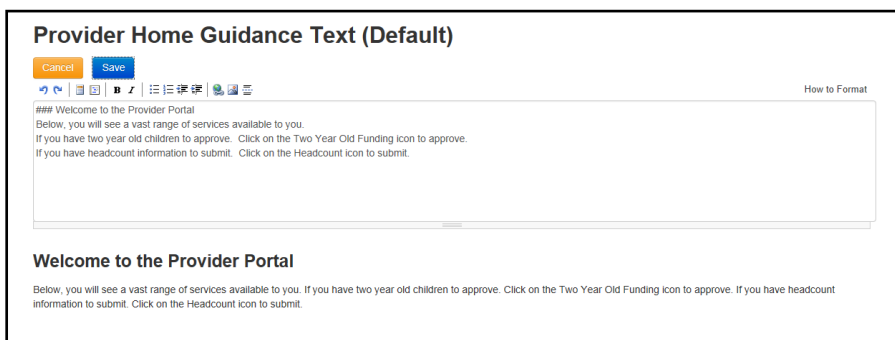 Provider Home Guidance Text (Default)
Cancel Save
B I How to Format
### Welcome to the Provider Portal
Below, you will see a vast range of services available to you.
If you have two year old children to approve.  Click on the Two Year Old Funding icon to approve.
If you have headcount information to submit.  Click on the Headcount icon to submit.
Welcome to the Provider Portal
Below, you will see a vast range of services available to you. If you have two year old children to approve. Click on the Two Year Old Funding icon to approve. If you have headcount
information to submit. Click on the Headcount icon to submit.